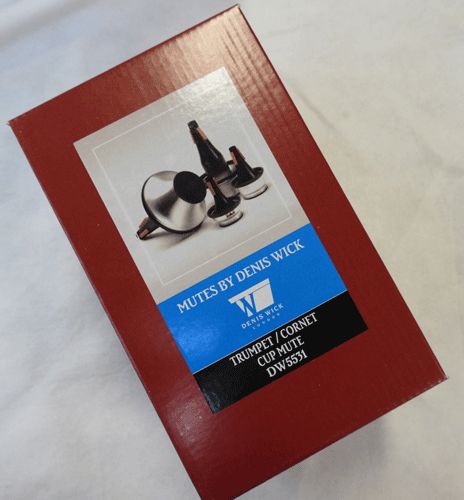 MUTES BY DENIS WICK
W
DENIS WICK
LONDON
TRUMPET / CORNET
CUP MUTE
DW5531